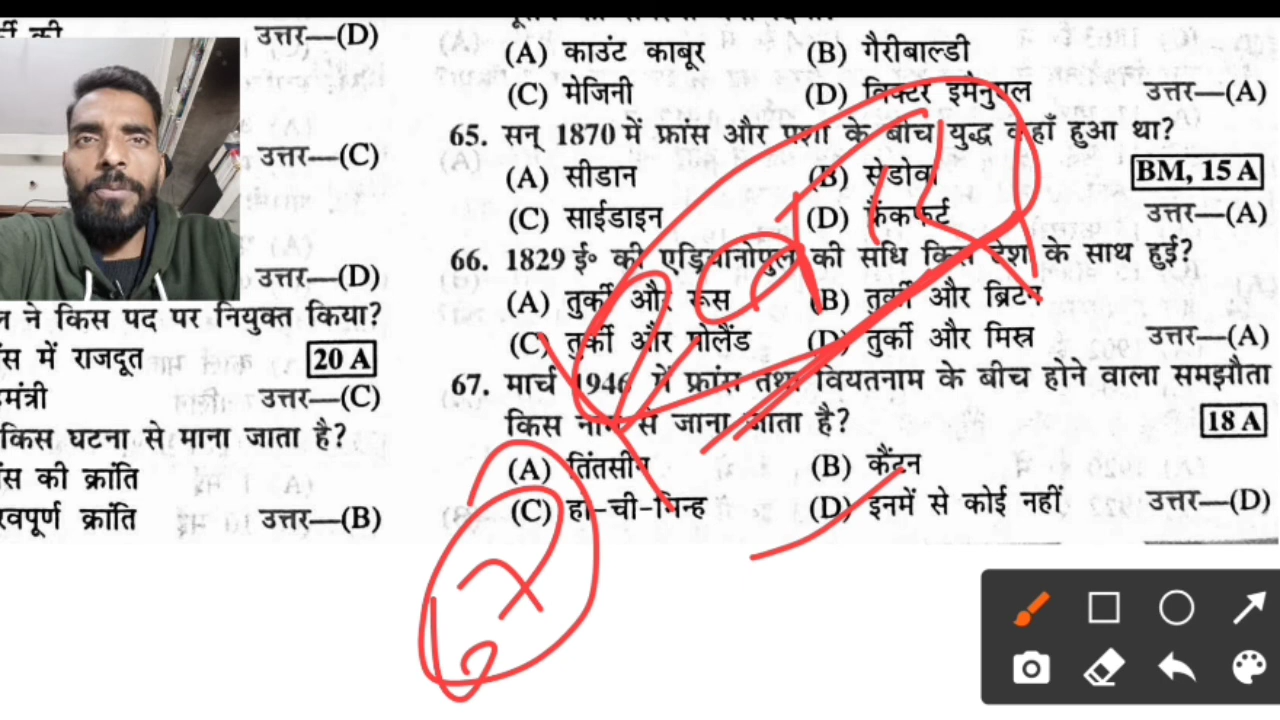 उत्तर—(D)
उत्तर—(C)
उत्तर—(D)
ने किस पद पर नियुक्त किया?
में राजदूत 20 A
उत्तर—(C)
किस घटना से माना जाता है?
की क्रांति
क्रांति उत्तर—(B)
(A) काउंट काबूर (B) गैरीबाल्डी
(C) मेजिनी (D) विक्टर इमैनुएल उत्तर—(A)
65. सन् 1870 में फ्रांस और प्रशा के बीच युद्ध कहाँ हुआ था?
(A) सीडान (B) सेडोवा BM, 15 A
(C) साईडाइन (D) फ्रैंकफर्ट उत्तर—(A)
66. 1829 ई० की एड्रियानोपुल की संधि किस देश के साथ हुई?
(A) तुर्की और रूस (B) तुर्की और ब्रिटेन
(C) तुर्की और पोलैंड (D) तुर्की और मिस्र उत्तर—(A)
67. मार्च 1946 में फ्रांस तथा वियतनाम के बीच होने वाला समझौता
किस नाम से जाना जाता है? 18 A
(A) तिंतसीन (B) कैंटन
(C) हो-ची-मिन्ह (D) इनमें से कोई नहीं उत्तर—(D)